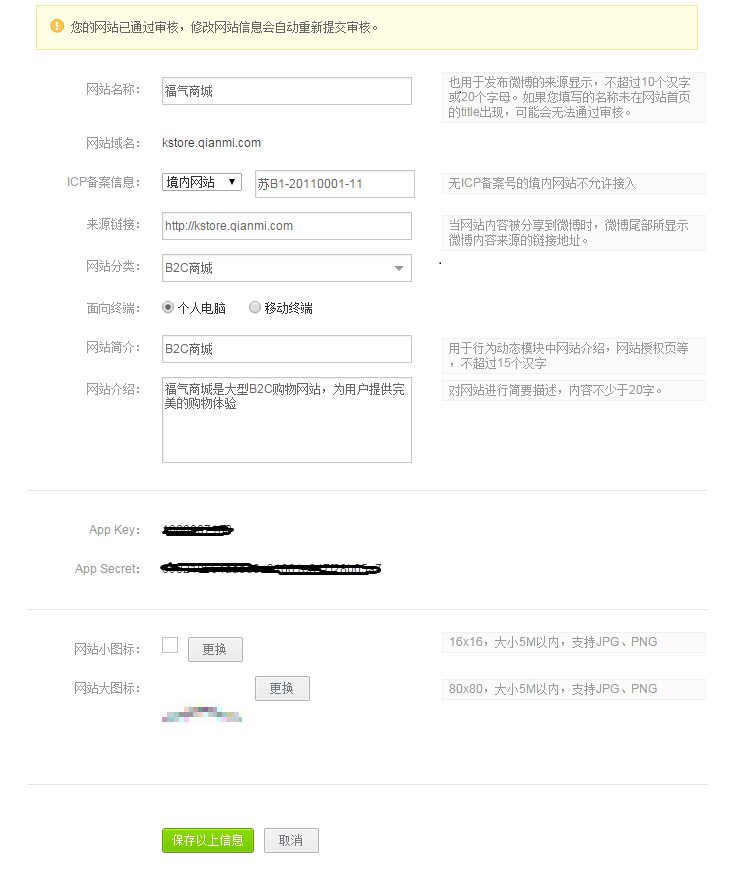 您的网站已通过审核，修改网站信息会自动重新提交审核。
网站名称：
福气商城
也用于发布微博的来源显示，不超过10个汉字
或20个字母。如果您填写的名称未在网站首页
的title出现，可能会无法通过审核。
网站域名：
kstore.qianmi.com
ICP备案信息：
境内网站
苏B1-20110001-11
无ICP备案号的境内网站不允许接入
来源链接：
http://kstore.qianmi.com
当网站内容被分享到微博时，微博尾部所显示
微博内容来源的链接地址。
网站分类：
B2C商城
面向终端：
个人电脑
移动终端
网站简介：
B2C商城
用于行为动态模块中网站介绍，网站授权页等
，不超过15个汉字
网站介绍：
福气商城是大型B2C购物网站，为用户提供完
美的购物体验
对网站进行简要描述，内容不少于20字。
App Key：
App Secret：
网站小图标：
更换
16x16，大小5M以内，支持JPG、PNG
网站大图标：
更换
80x80，大小5M以内，支持JPG、PNG
保存以上信息
取消